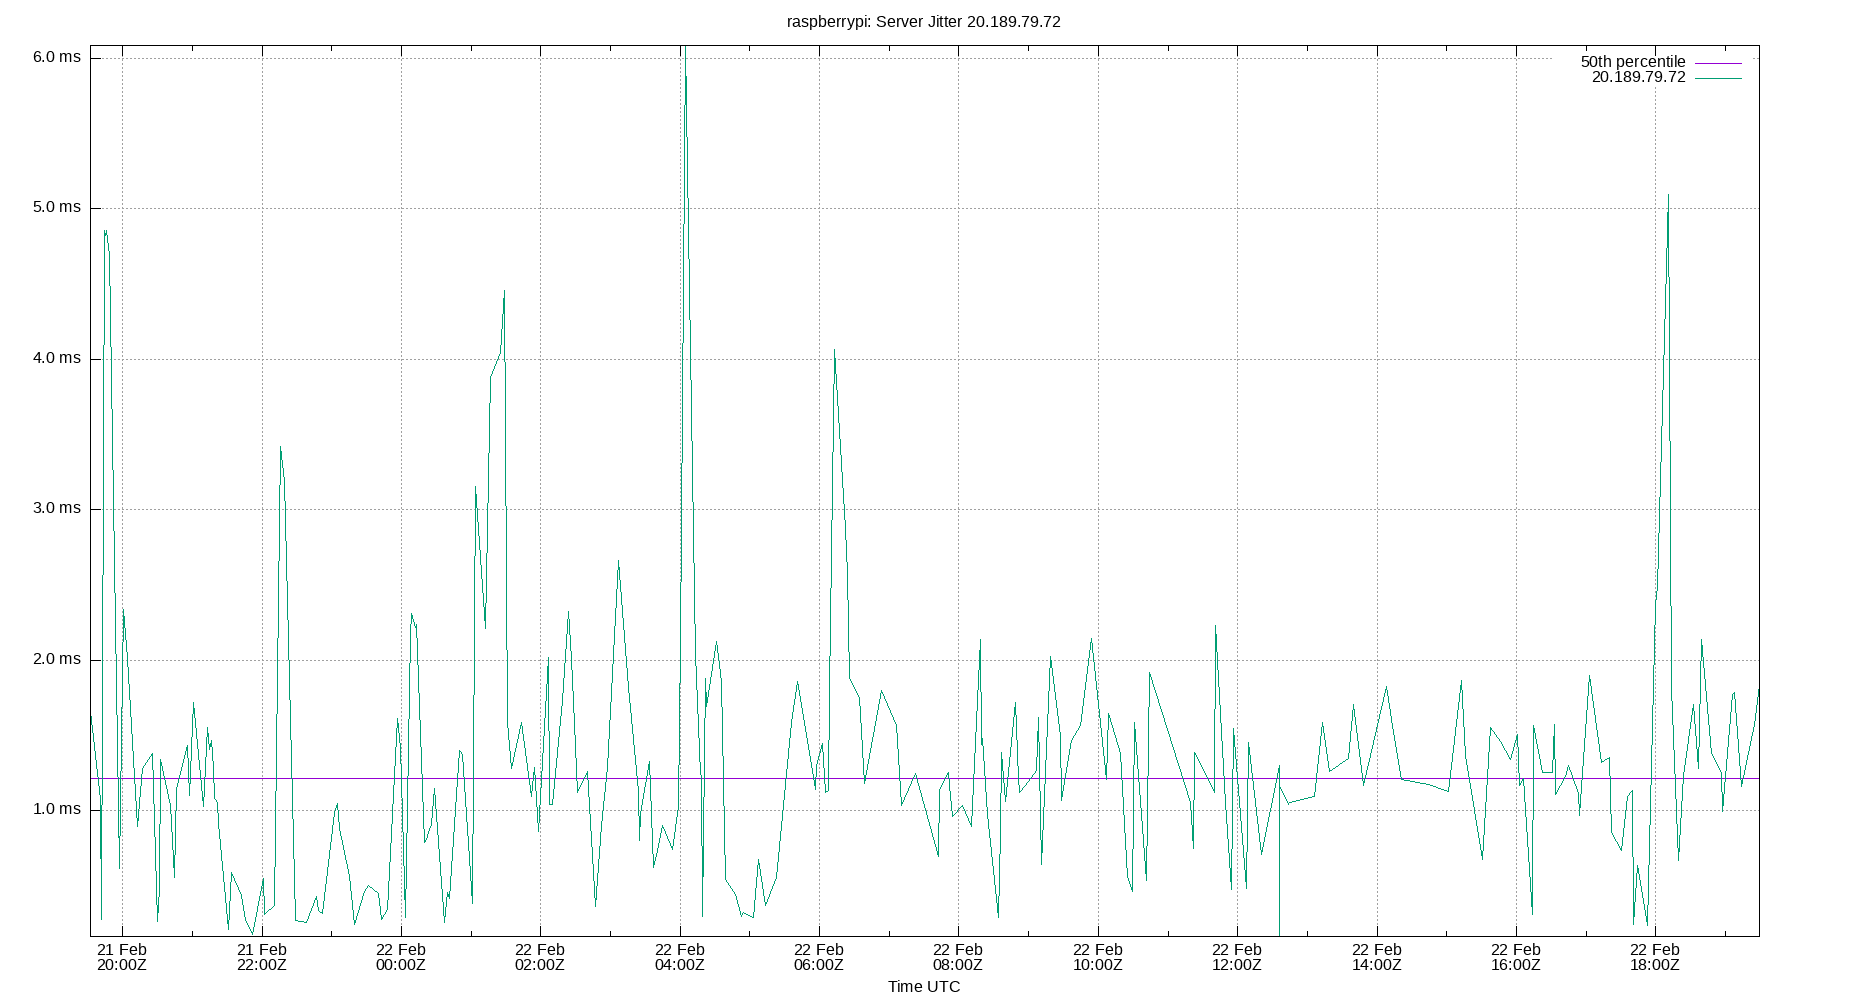 raspberrypi: Server Jitter 20.189.79.72
6.0 ms
5.0 ms
4.0 ms
3.0 ms
2.0 ms
1.0 ms
50th percentile
20.189.79.72
21 Feb
20:00Z
21 Feb
22:00Z
22 Feb
00:00Z
22 Feb
02:00Z
22 Feb
04:00Z
22 Feb
06:00Z
22 Feb
08:00Z
22 Feb
10:00Z
22 Feb
12:00Z
22 Feb
14:00Z
22 Feb
16:00Z
22 Feb
18:00Z
Time UTC